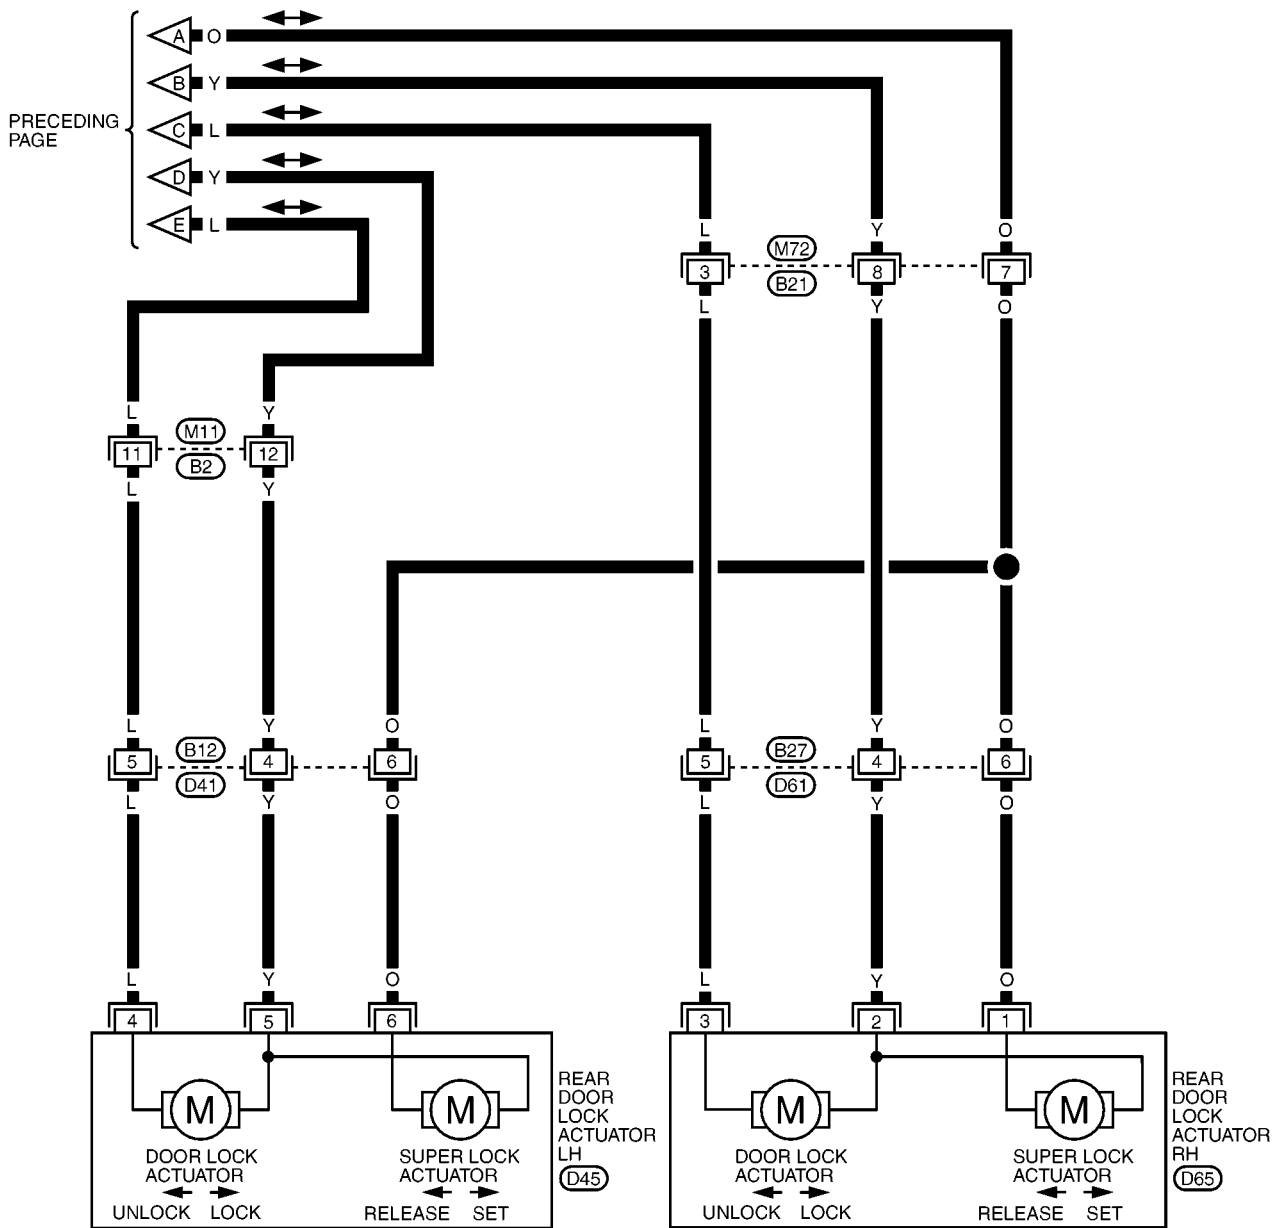 A O
B Y
PRECEDING
PAGE
C L
D Y
E L
L Y O
M72
3 8 7
B21
L Y O
L Y
M11
11 12
B2
L Y
L Y O L Y O
B12 B27
5 4 6 5 4 6
D41 D61
L Y O L Y O
L Y O L Y O
4 5 6 3 2 1
M M M M
REAR
DOOR
LOCK
ACTUATOR
LH
D45
REAR
DOOR
LOCK
ACTUATOR
RH
D65
DOOR LOCK
ACTUATOR
UNLOCK LOCK
SUPER LOCK
ACTUATOR
RELEASE SET
DOOR LOCK
ACTUATOR
UNLOCK LOCK
SUPER LOCK
ACTUATOR
RELEASE SET